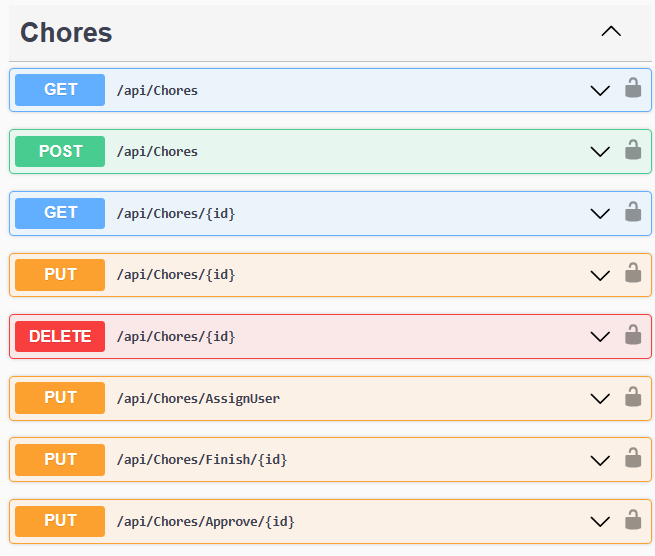 Chores
GET /api/Chores
POST /api/Chores
GET /api/Chores/{id}
PUT /api/Chores/{id}
DELETE /api/Chores/{id}
PUT /api/Chores/AssignUser
PUT /api/Chores/Finish/{id}
PUT /api/Chores/Approve/{id}